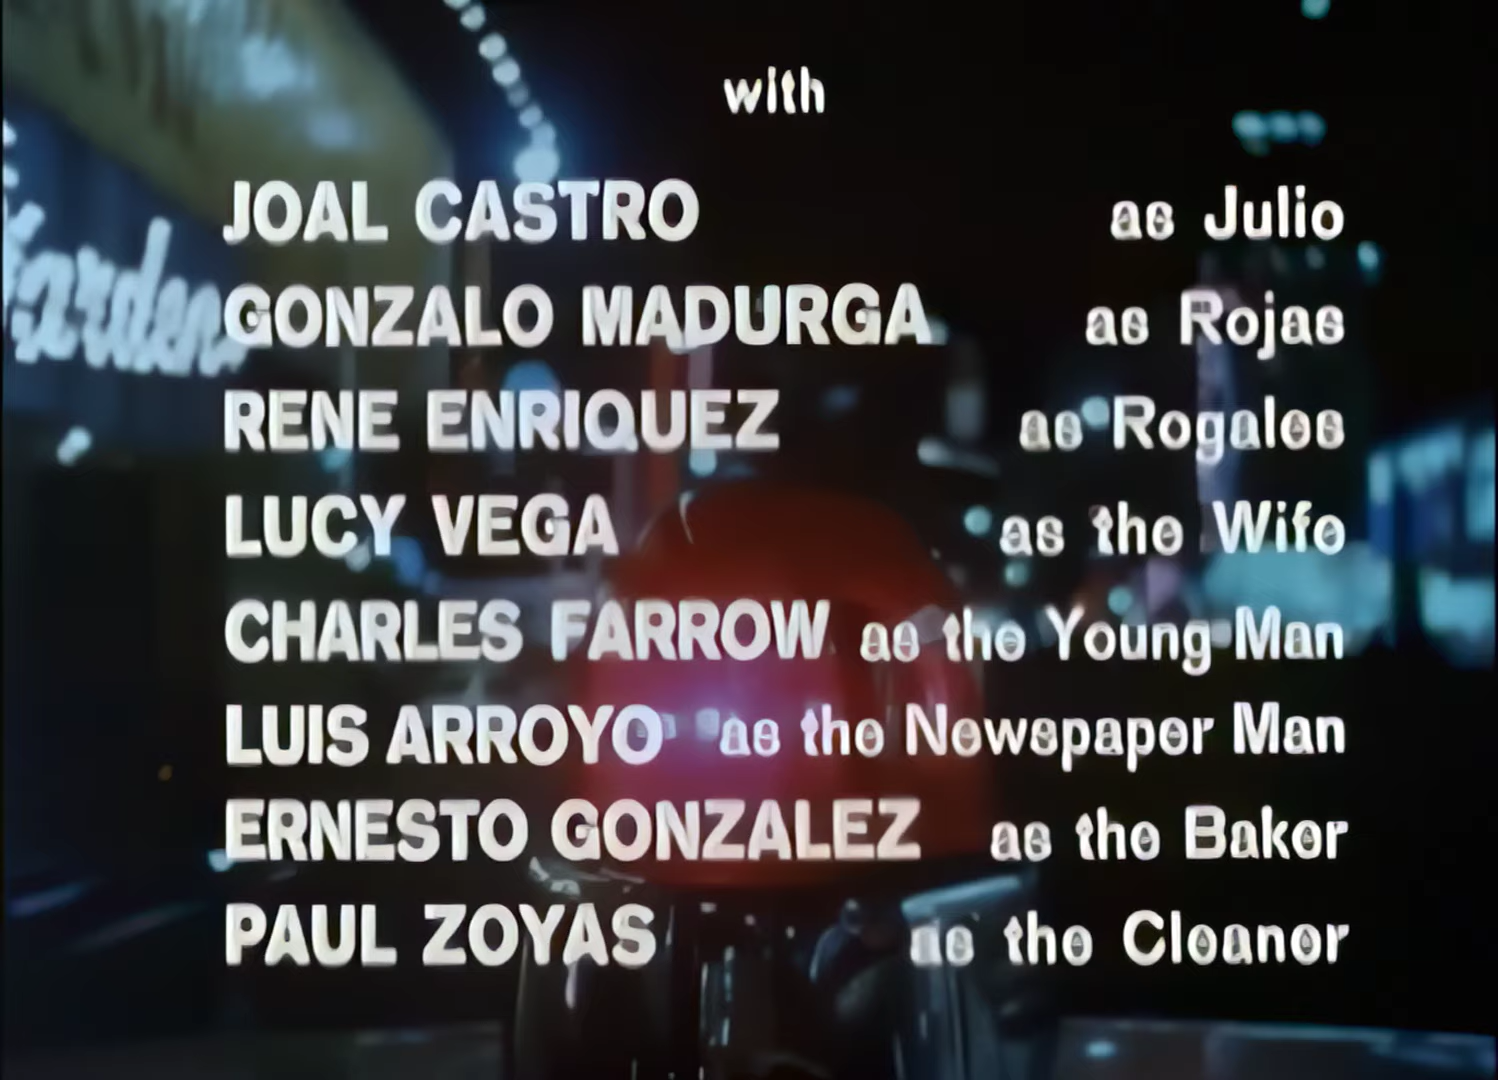 with
JOAL CASTRO as Julio
GONZALO MADURGA as Rojas
RENE ENRIQUEZ as Rogales
LUCY VEGA as the Wife
CHARLES FARROW as the Young Man
LUIS ARROYO as the Newspaper Man
ERNESTO GONZALEZ as the Baker
PAUL ZOYAS as the Cleaner
Gardens